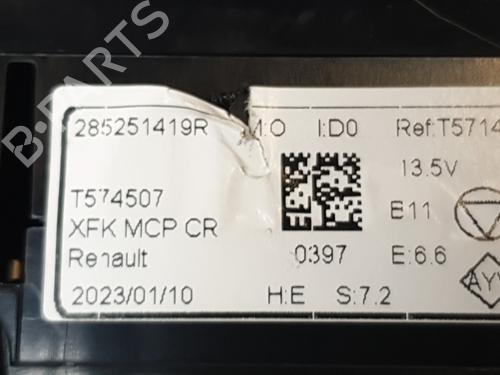 285251419R M:O I:D0 Ref:T5714
T574507 13.5V
XFK MCP CR E11
Renault 0397 E:6.6
2023/01/10 H:E S:7.2
B-PARTS